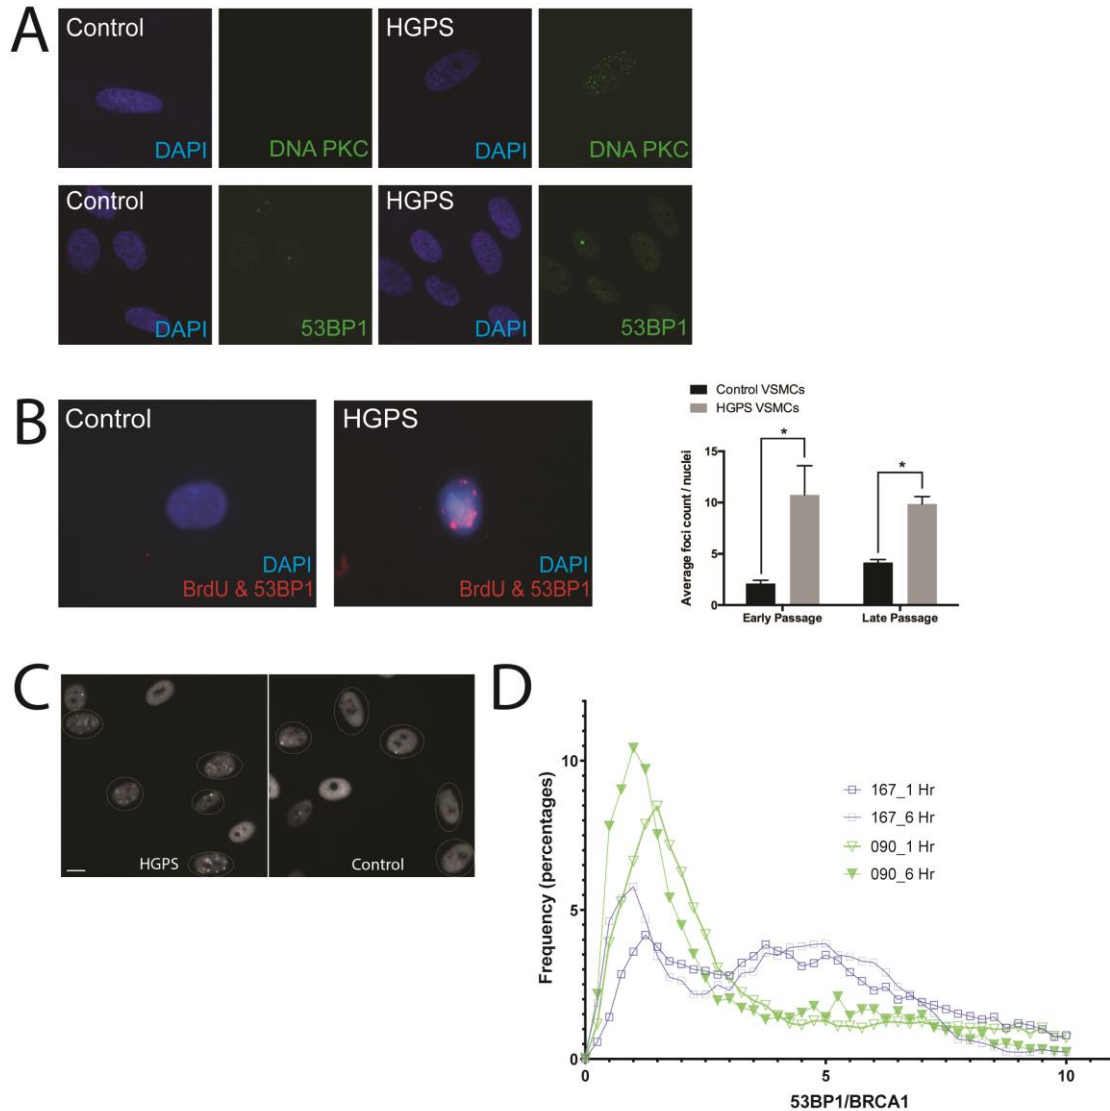 A
Control
DAPI
DNA PKC
HGPS
DAPI
DNA PKC
Control
DAPI
53BP1
HGPS
DAPI
53BP1
B
Control
DAPI
BrdU & 53BP1
HGPS
DAPI
BrdU & 53BP1
Control VSMCs
HGPS VSMCs
Average foci count / nuclei
15
10
5
0
*
*
Early Passage
Late Passage
C
HGPS
Control
D
Frequency (percentages)
10
5
0
0
5
10
53BP1/BRCA1
167_1 Hr
167_6 Hr
090_1 Hr
090_6 Hr